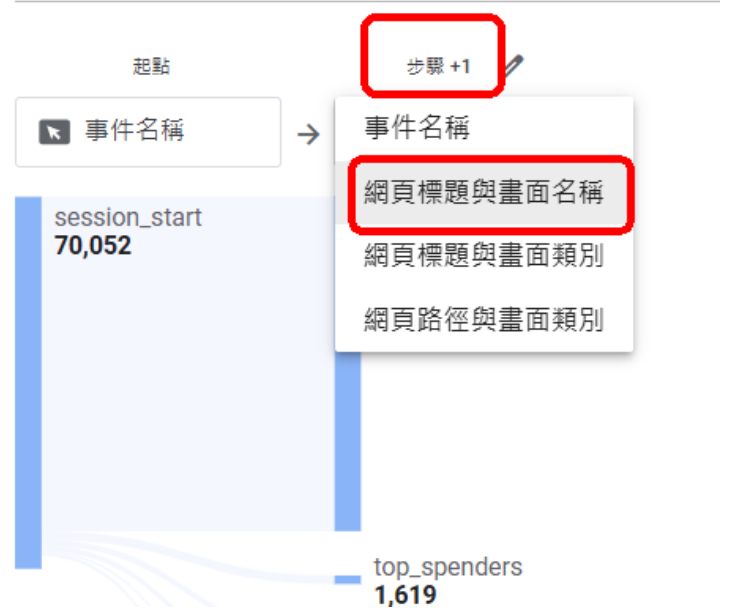 起點
步驟 +1
事件名稱
事件名稱
網頁標題與畫面名稱
網頁標題與畫面類別
網頁路徑與畫面類別
session_start
70,052
top_spenders
1,619